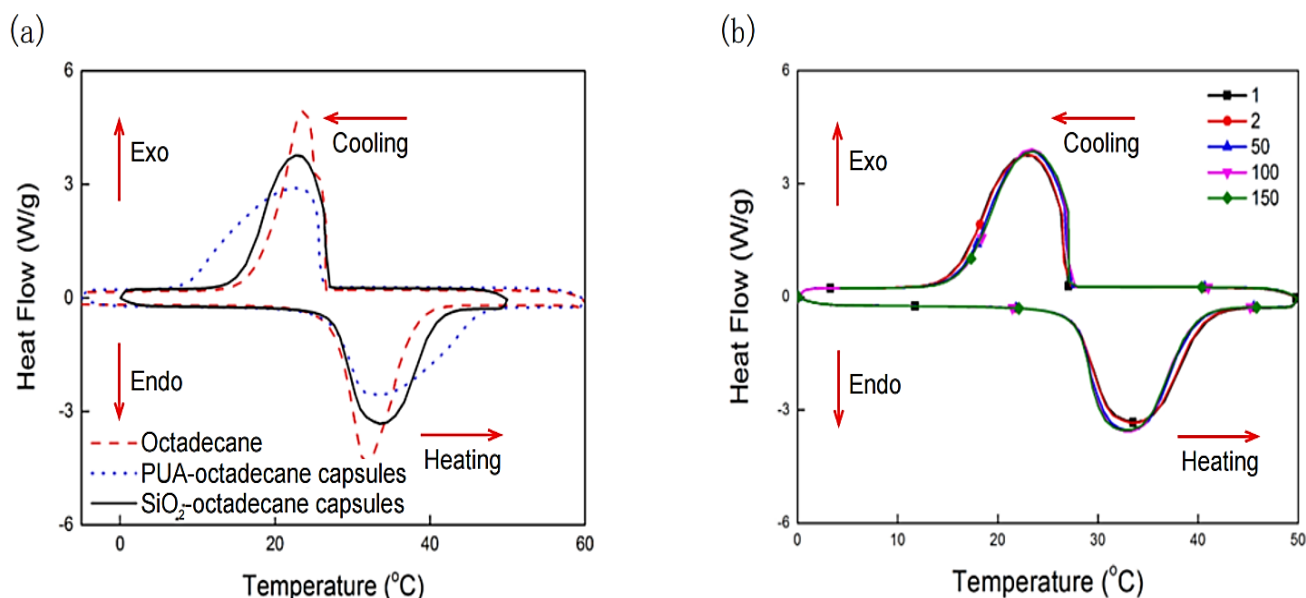 (a)
6
3
0
-3
-6
Heat Flow (W/g)
Exo
Cooling
Endo
Heating
Octadecane
PUA-octadecane capsules
SiO₂-octadecane capsules
0
20
40
60
Temperature (°C)
(b)
6
3
0
-3
-6
Heat Flow (W/g)
Exo
Cooling
1
2
50
100
150
Endo
Heating
0
10
20
30
40
50
Temperature (°C)